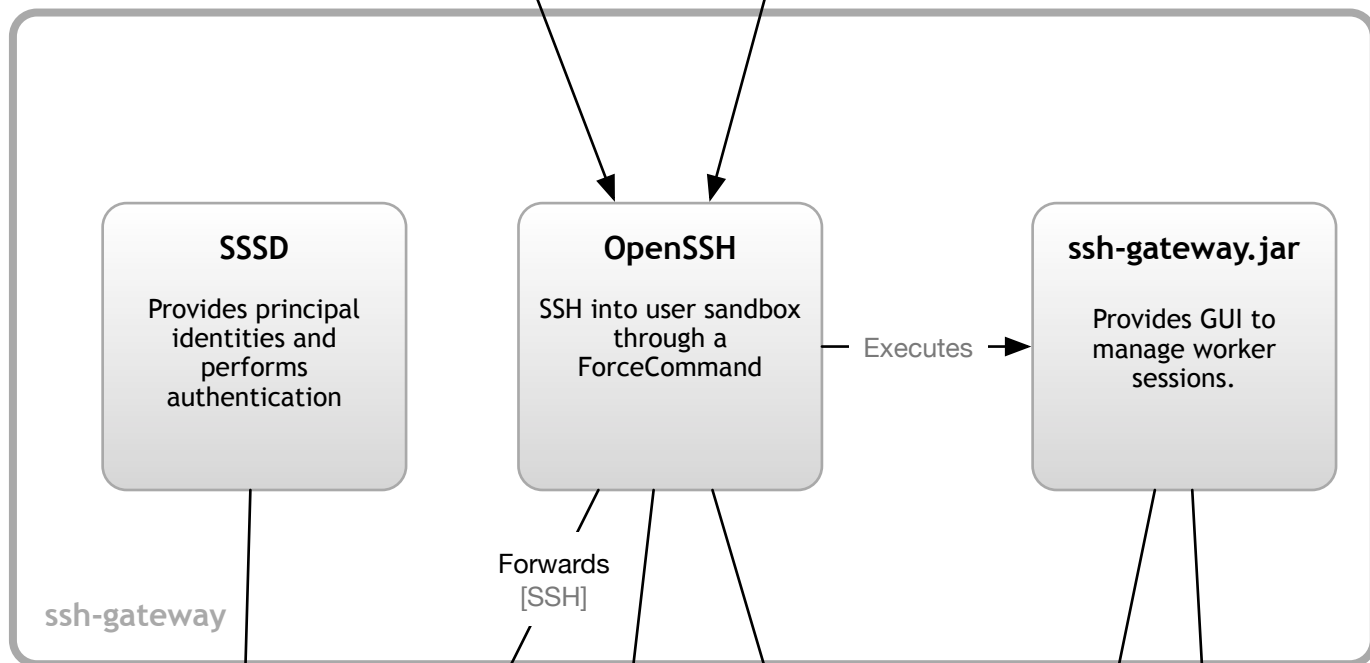 SSSD
Provides principal
identities and
performs
authentication
OpenSSH
SSH into user sandbox
through a
ForceCommand
Executes
ssh-gateway.jar
Provides GUI to
manage worker
sessions.
Forwards
[SSH]
ssh-gateway